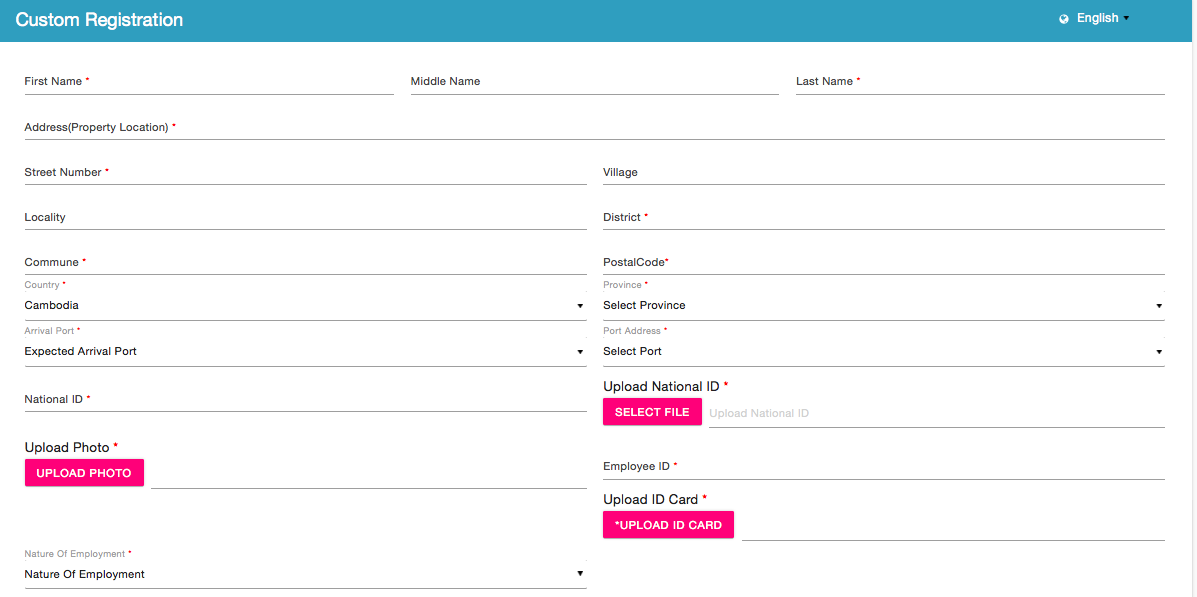 Custom Registration
English
First Name *
Middle Name
Last Name *
Address(Property Location) *
Street Number *
Village
Locality
District *
Commune *
PostalCode*
Country *
Province *
Cambodia
Select Province
Arrival Port *
Port Address *
Expected Arrival Port
Select Port
National ID *
Upload National ID *
SELECT FILE
Upload National ID
Upload Photo *
UPLOAD PHOTO
Employee ID *
Upload ID Card *
*UPLOAD ID CARD
Nature Of Employment *
Nature Of Employment